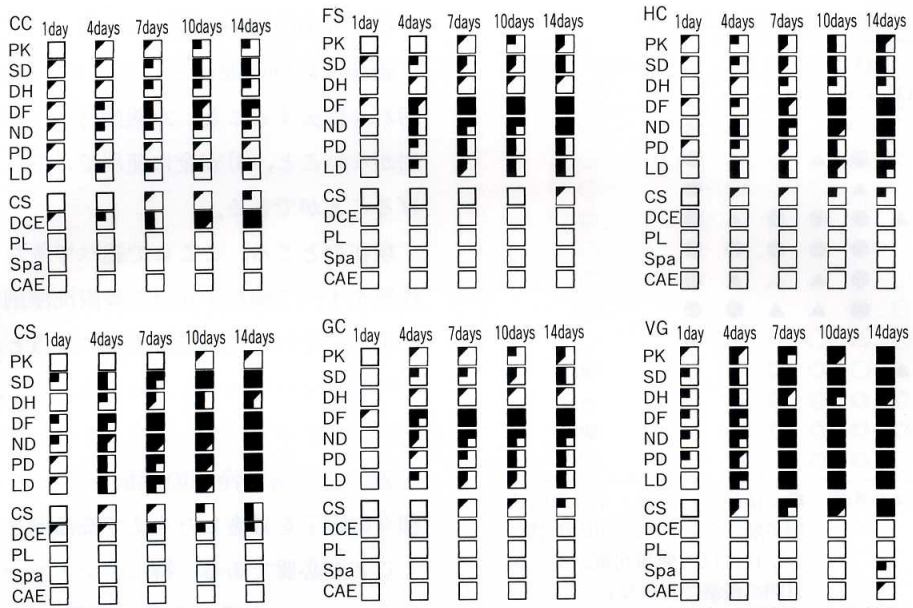 CC 1day 4days 7days 10days 14days
PK
SD
DH
DF
ND
PD
LD
CS
DCE
PL
Spa
CAE
FS 1day 4days 7days 10days 14days
PK
SD
DH
DF
ND
PD
LD
CS
DCE
PL
Spa
CAE
HC 1day 4days 7days 10days 14days
PK
SD
DH
DF
ND
PD
LD
CS
DCE
PL
Spa
CAE
CS 1day 4days 7days 10days 14days
PK
SD
DH
DF
ND
PD
LD
CS
DCE
PL
Spa
CAE
GC 1day 4days 7days 10days 14days
PK
SD
DH
DF
ND
PD
LD
CS
DCE
PL
Spa
CAE
VG 1day 4days 7days 10days 14days
PK
SD
DH
DF
ND
PD
LD
CS
DCE
PL
Spa
CAE